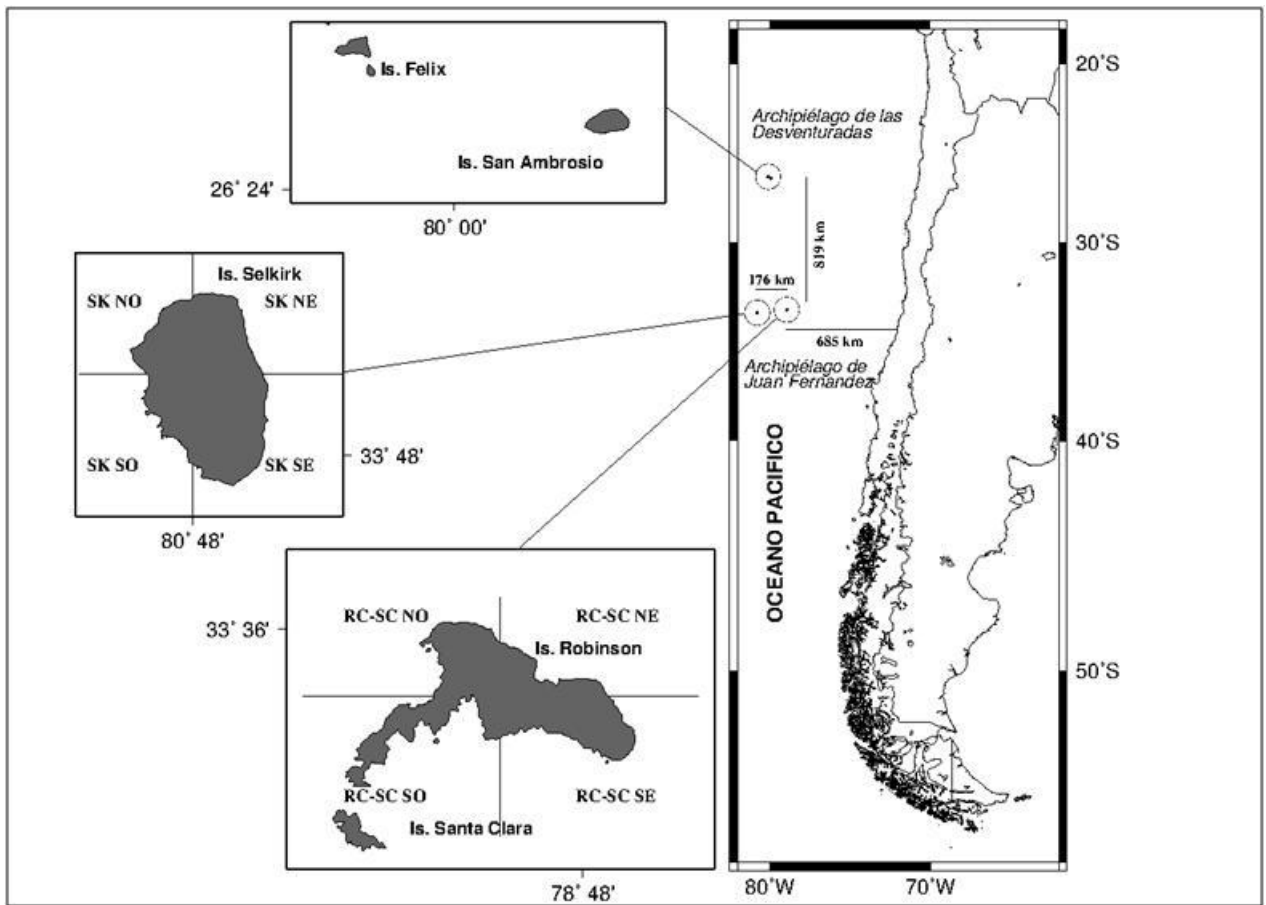 Is. Felix
Is. San Ambrosio
26° 24'
80° 00'
Is. Selkirk
SK NO
SK NE
SK SO
SK SE
33° 48'
80° 48'
33° 36'
RC-SC NO
RC-SC NE
Is. Robinson
RC-SC SO
RC-SC SE
Is. Santa Clara
78° 48'
20°S
Archipiélago de las
Desventuradas
30°S
819 km
176 km
685 km
Archipiélago de
Juan Fernandez
40°S
OCEANO PACIFICO
50°S
80°W
70°W